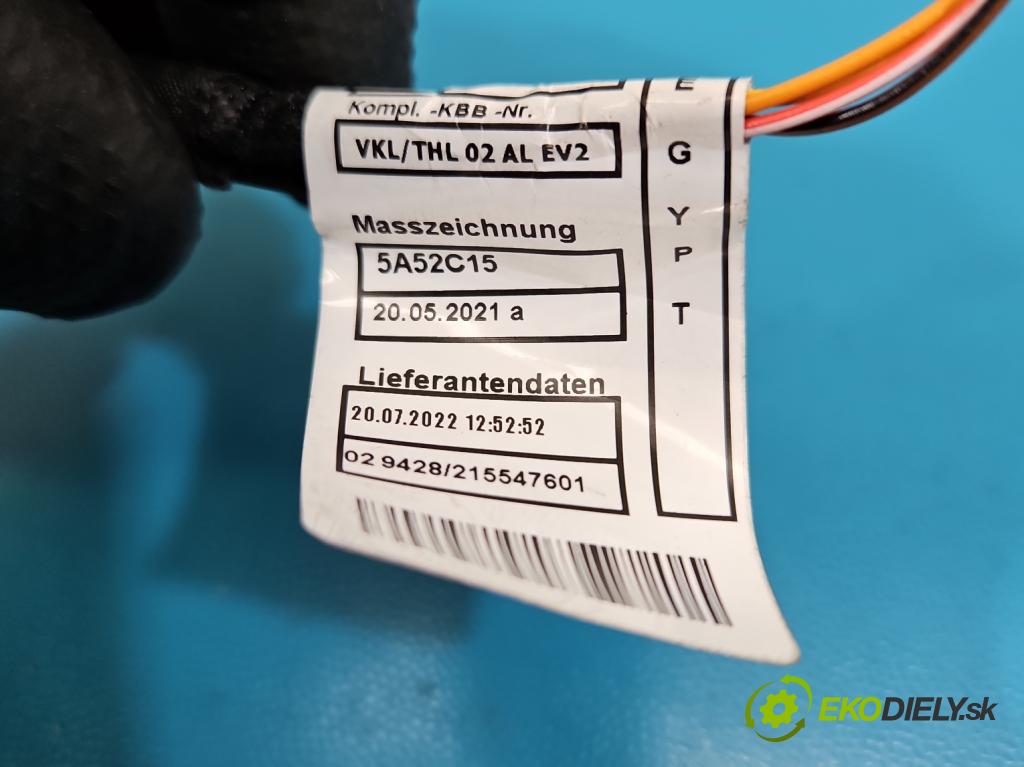 Kompl. -KBB -Nr.
VKL/THL 02 AL EV2
Masszeichnung
5A52C15
20.05.2021 a
Lieferantendaten
20.07.2022 12:52:52
02 9428/215547601
E
G
Y
P
T
EKODIELY.sk